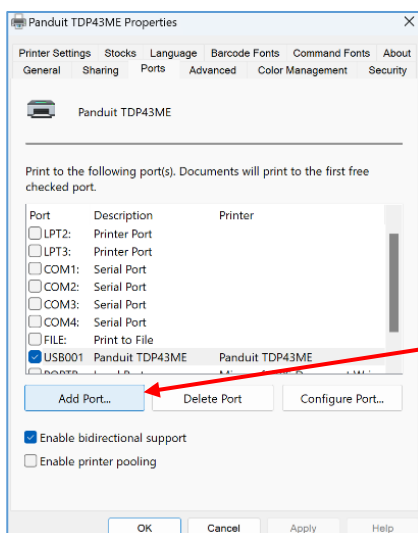 Panduit TDP43ME Properties
Printer Settings Stocks Language Barcode Fonts Command Fonts About
General Sharing Ports Advanced Color Management Security
Panduit TDP43ME
Print to the following port(s). Documents will print to the first free
checked port.
Port Description Printer
LPT2: Printer Port
LPT3: Printer Port
COM1: Serial Port
COM2: Serial Port
COM3: Serial Port
COM4: Serial Port
FILE: Print to File
USB001 Panduit TDP43ME Panduit TDP43ME
Add Port... Delete Port Configure Port...
Enable bidirectional support
Enable printer pooling
OK Cancel Apply Help